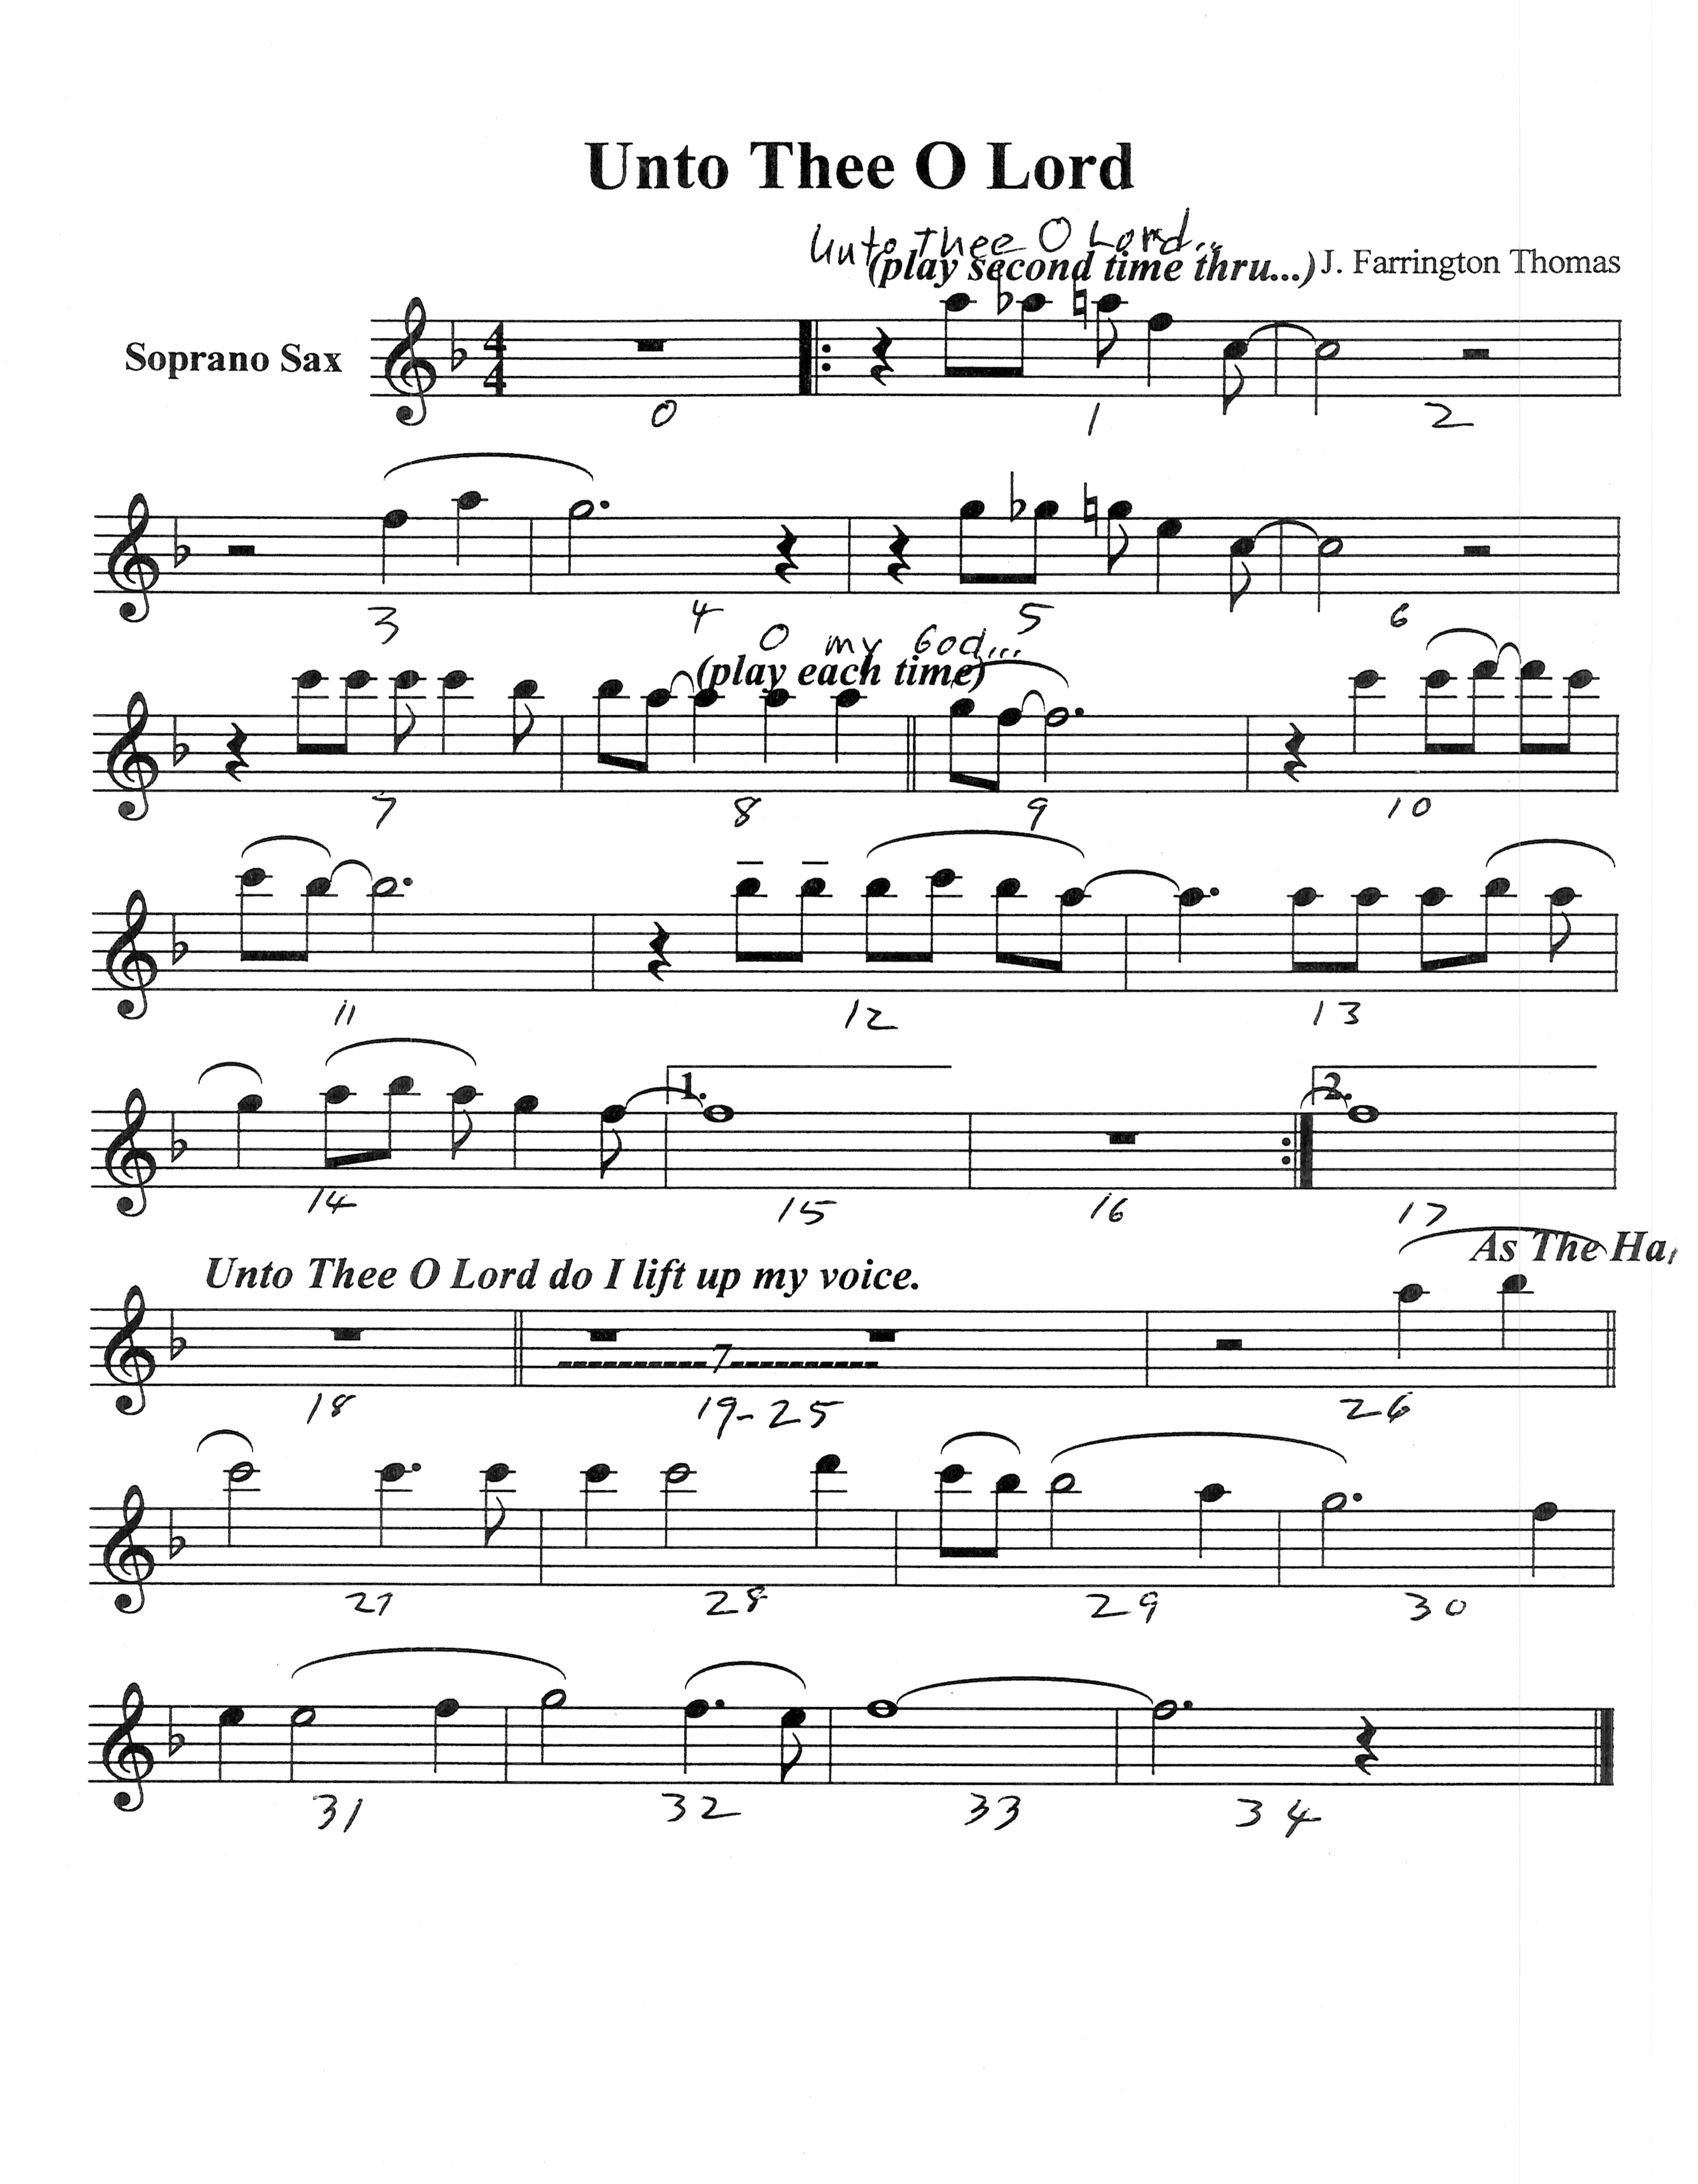 Unto Thee O Lord
Unto Thee O Lord...
(play second time thru...) J. Farrington Thomas
Soprano Sax
4
4
0 1 2
3 4 5 6
O my God...
(play each time)
7 8 9 10
11 12 13
1. 2.
14 15 16 17
As The Ha
Unto Thee O Lord do I lift up my voice.
7
18 19-25 26
27 28 29 30
31 32 33 34